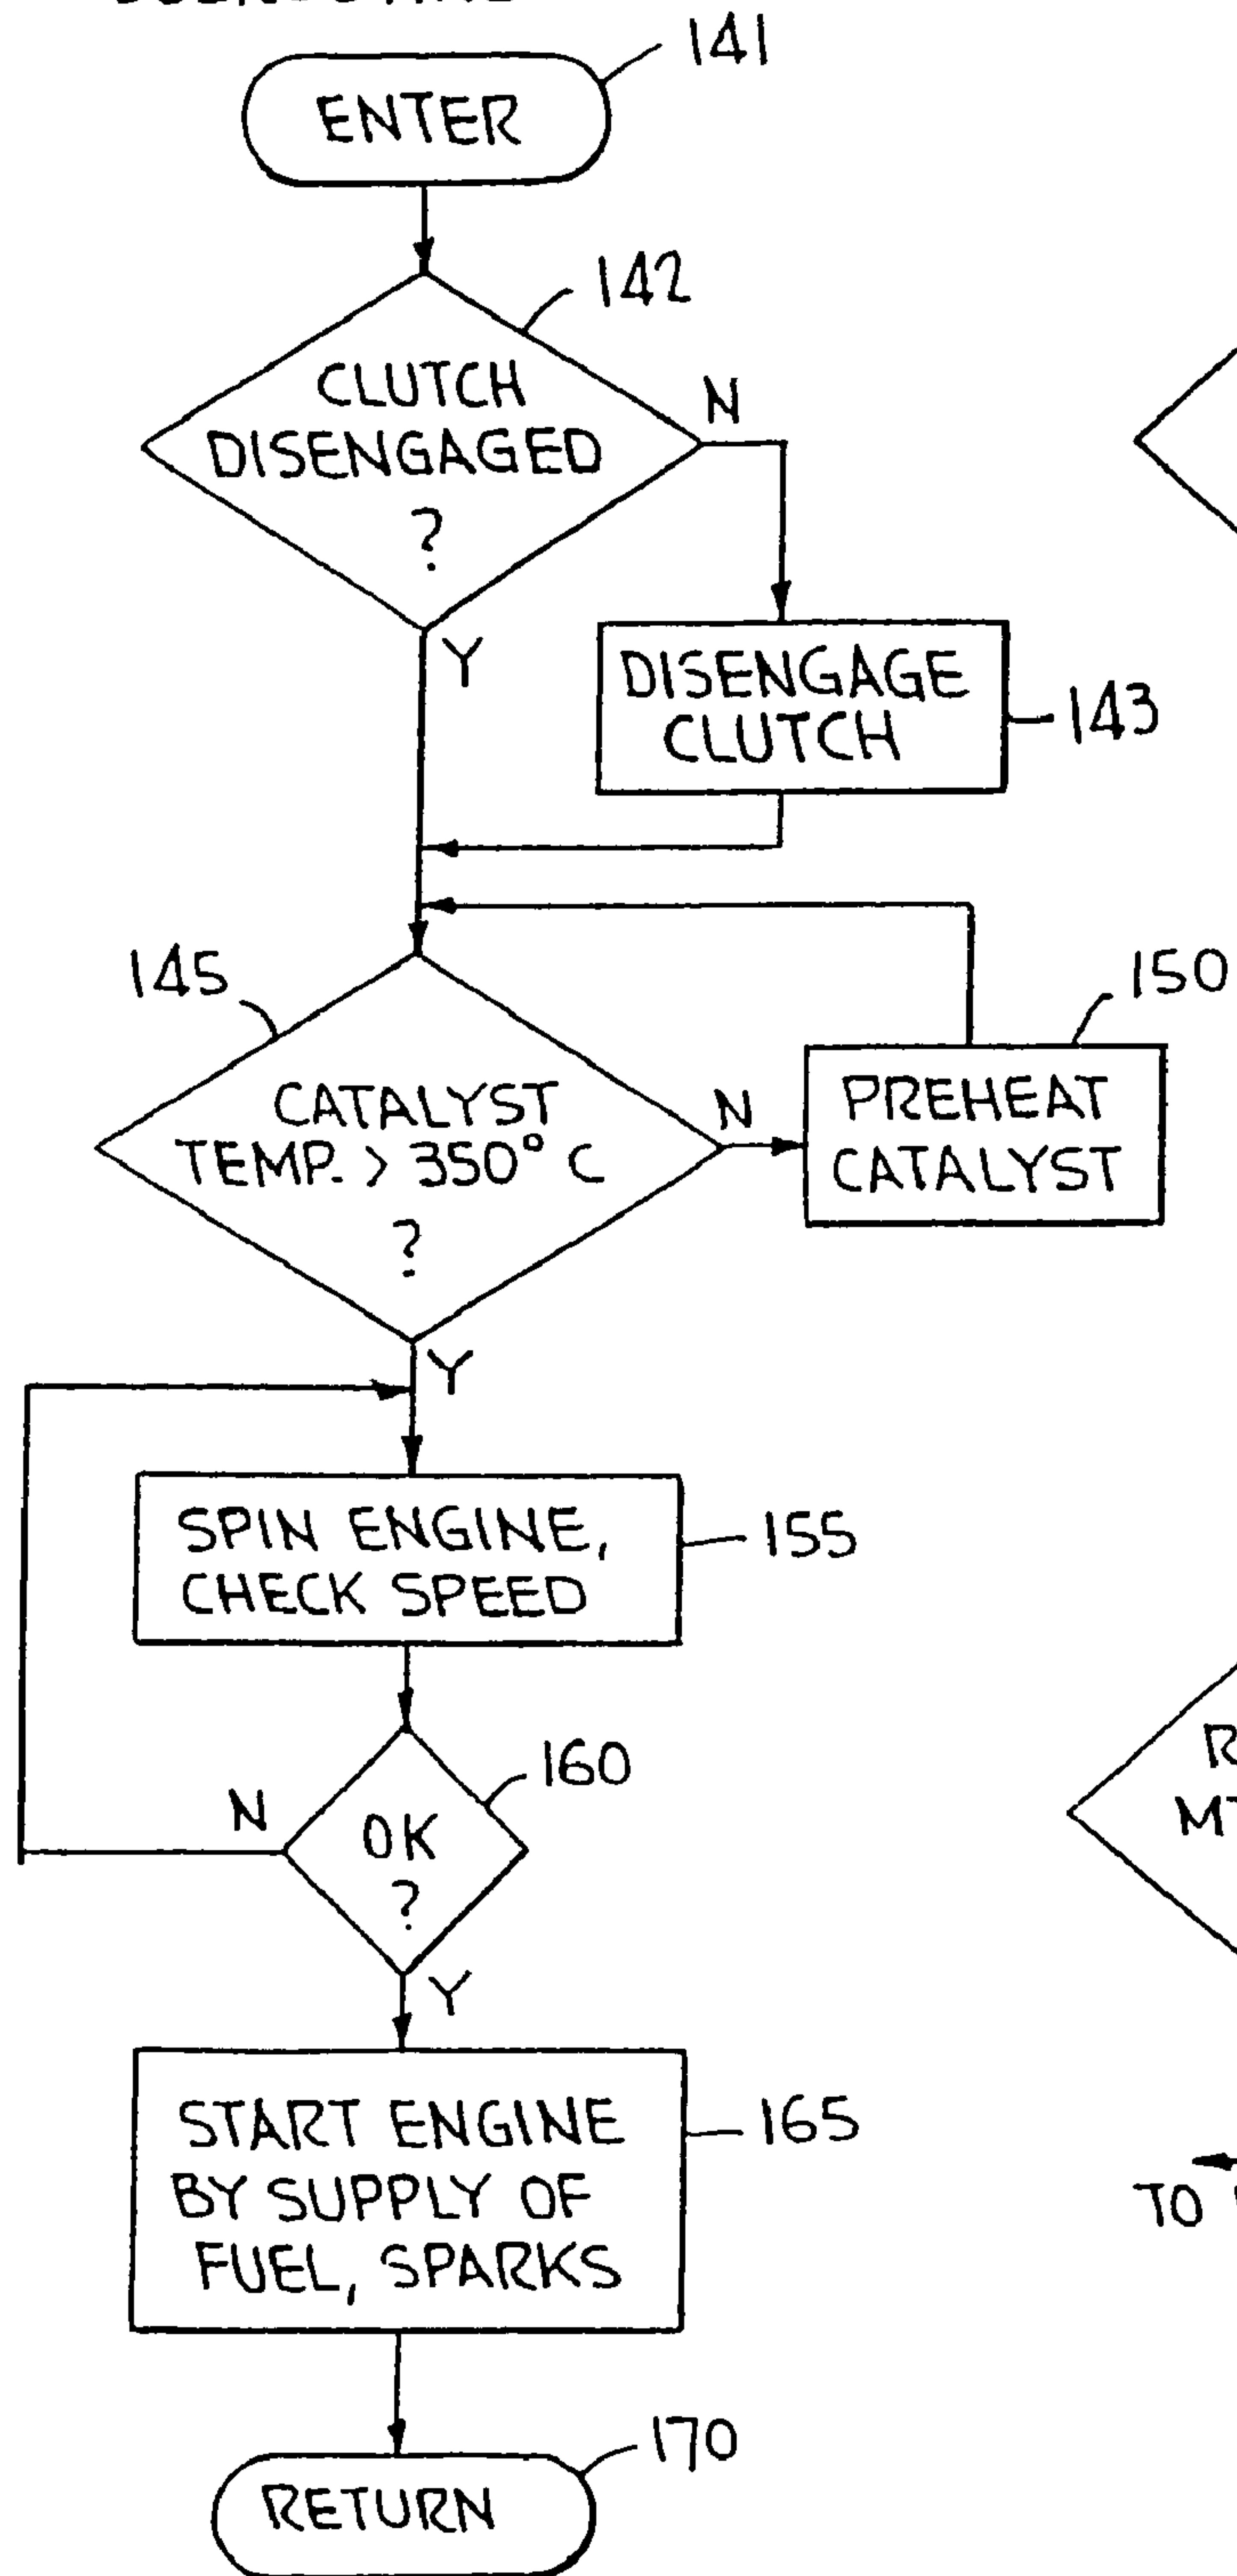 ENTER
141
142
CLUTCH
DISENGAGED
?
N
Y
DISENGAGE
CLUTCH
143
145
CATALYST
TEMP. > 350° C
?
N
150
PREHEAT
CATALYST
Y
SPIN ENGINE,
CHECK SPEED
155
160
OK
?
N
Y
START ENGINE
BY SUPPLY OF
FUEL, SPARKS
165
170
RETURN
TO